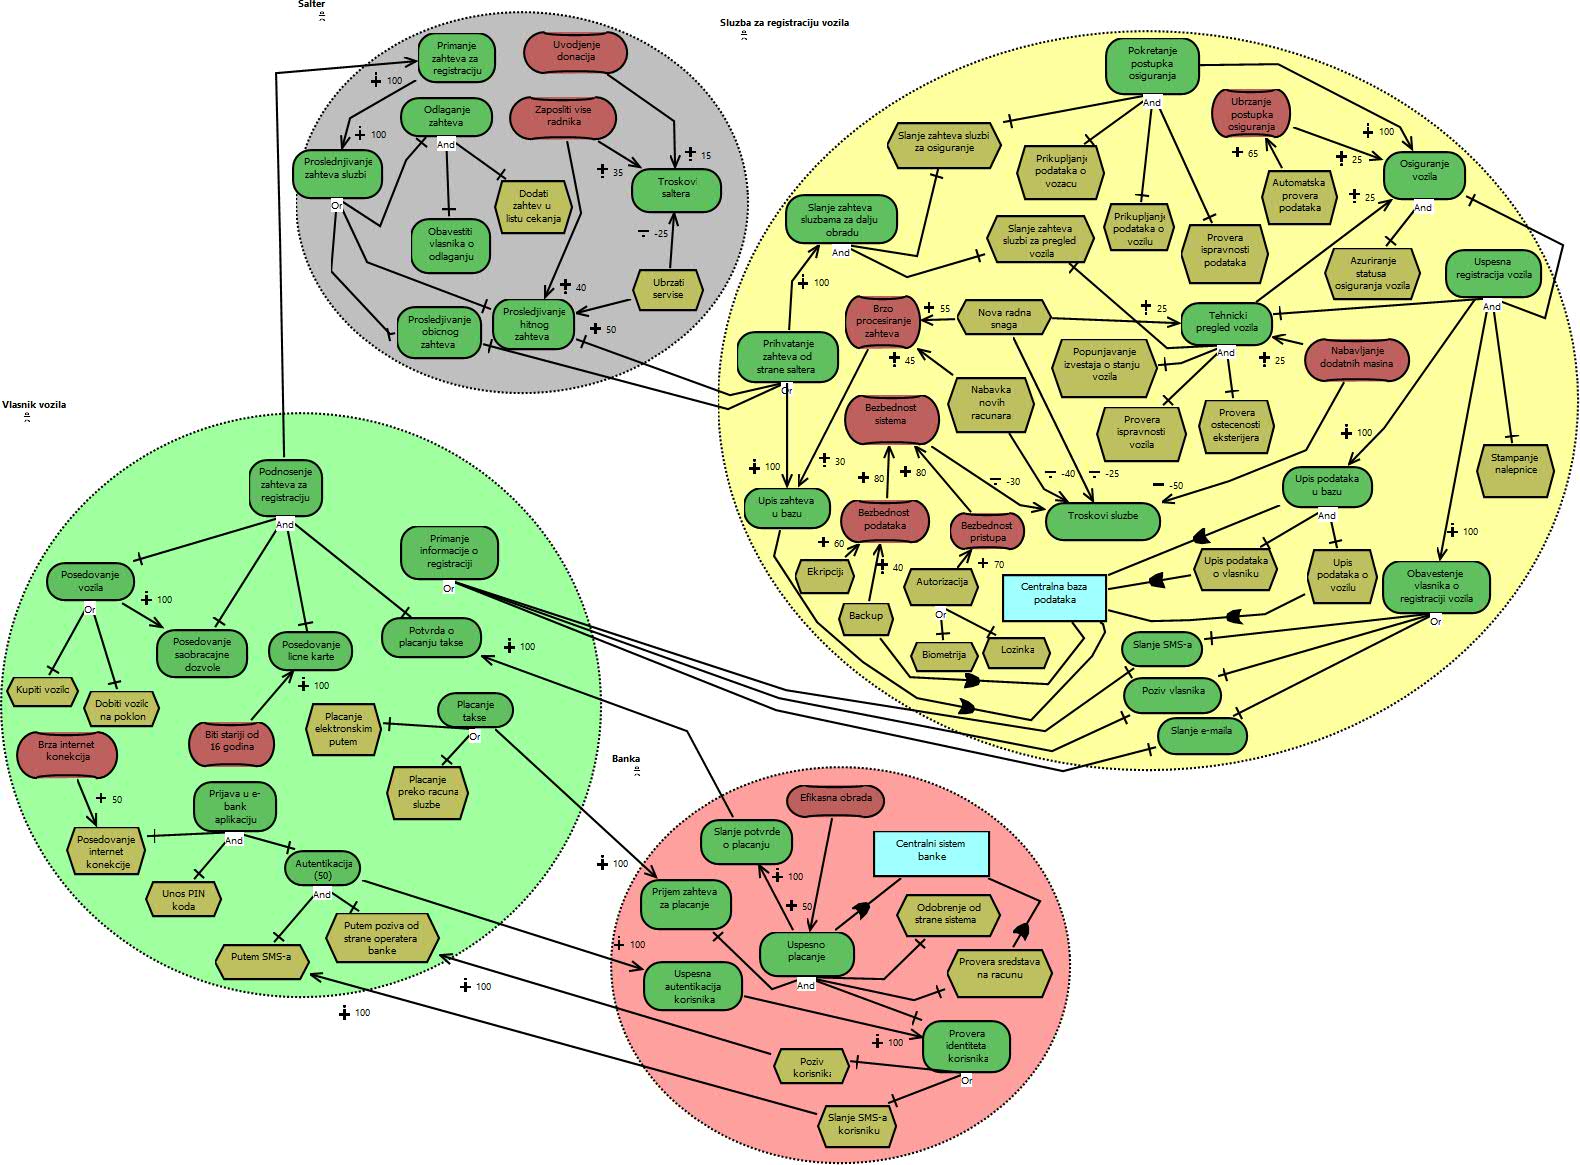 Salter
Primanje
zahteva za
registraciju
Uvodjenje
donacija
100
Odlaganje
zahteva
And
Zaposliti vise
radnika
100
Proslednjivanje
zahteva sluzbi
Or
15
35
Troskovi
saltera
Dodati
zahtev u
listu cekanja
Obavestiti
vlasnika o
odlaganju
-25
Ubrzati
servise
40
Prosledjivanje
obicnog
zahteva
Prosledjivanje
hitnog
zahteva
50
Sluzba za registraciju vozila
Pokretanje
postupka
osiguranja
And
Ubrzanje
postupka
osiguranja
100
Slanje zahteva sluzbi
za osiguranje
Prikupljanje
podataka o
vozacu
65
25
Osiguranje
vozila
And
Automatska
provera
podataka
25
Slanje zahteva
sluzbama za dalju
obradu
And
Slanje zahteva
sluzbi za pregled
vozila
Prikupljanje
podataka o
vozilu
Provera
ispravnosti
podataka
Azuriranje
statusa
osiguranja vozila
Uspesna
registracija vozila
And
100
Brzo
procesiranje
zahteva
55
Nova radna
snaga
25
Tehnicki
pregled vozila
And
Prihvatanje
zahteva od
strane saltera
Or
45
Popunjavanje
izvestaja o stanju
vozila
25
Nabavljanje
dodatnih masina
Nabavka
novih
racunara
Bezbednost
sistema
Provera
ispravnosti
vozila
Provera
ostecenosti
eksterijera
100
Stampanje
nalepnice
100
30
80
80
-30
-40
-25
-50
Upis podataka
u bazu
And
Upis zahteva
u bazu
Bezbednost
podataka
Bezbednost
pristupa
Troskovi sluzbe
100
60
40
70
Ekripcija
Autorizacija
Or
Centralna baza
podataka
Upis podataka
o vlasniku
Upis
podataka o
vozilu
Obavestenje
vlasnika o
registraciji vozila
Or
Backup
Biometrija
Lozinka
Slanje SMS-a
Poziv vlasnika
Slanje e-maila
Vlasnik vozila
Podnosenje
zahteva za
registraciju
And
Primanje
informacije o
registraciji
Or
Posedovanje
vozila
Or
100
Posedovanje
saobracajne
dozvole
Posedovanje
licne karte
Potvrda o
placanju takse
100
Kupiti vozilo
Dobiti vozilo
na poklon
100
Placanje
elektronskim
putem
Placanje
takse
Or
Brza internet
konekcija
Biti stariji od
16 godina
Placanje
preko racuna
sluzbe
50
Prijava u e-
bank
aplikaciju
And
Posedovanje
internet
konekcije
Autentikacija
(50)
And
Unos PIN
koda
Putem poziva od
strane operatera
banke
Putem SMS-a
100
100
Banka
Efikasna obrada
Slanje potvrde
o placanju
Centralni sistem
banke
100
100
Prijem zahteva
za placanje
50
Odobrenje od
strane sistema
100
Uspesno
placanje
And
Provera sredstava
na racunu
Uspesna
autentikacija
korisnika
100
Provera
identiteta
korisnika
Or
Poziv
korisnika
Slanje SMS-a
korisniku